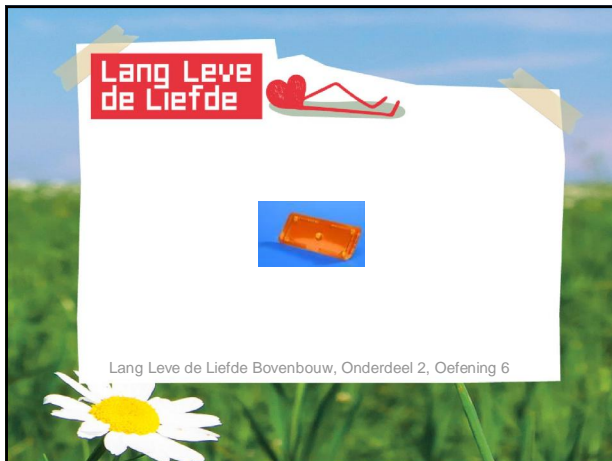 Lang Leve
de Liefde
Lang Leve de Liefde Bovenbouw, Onderdeel 2, Oefening 6